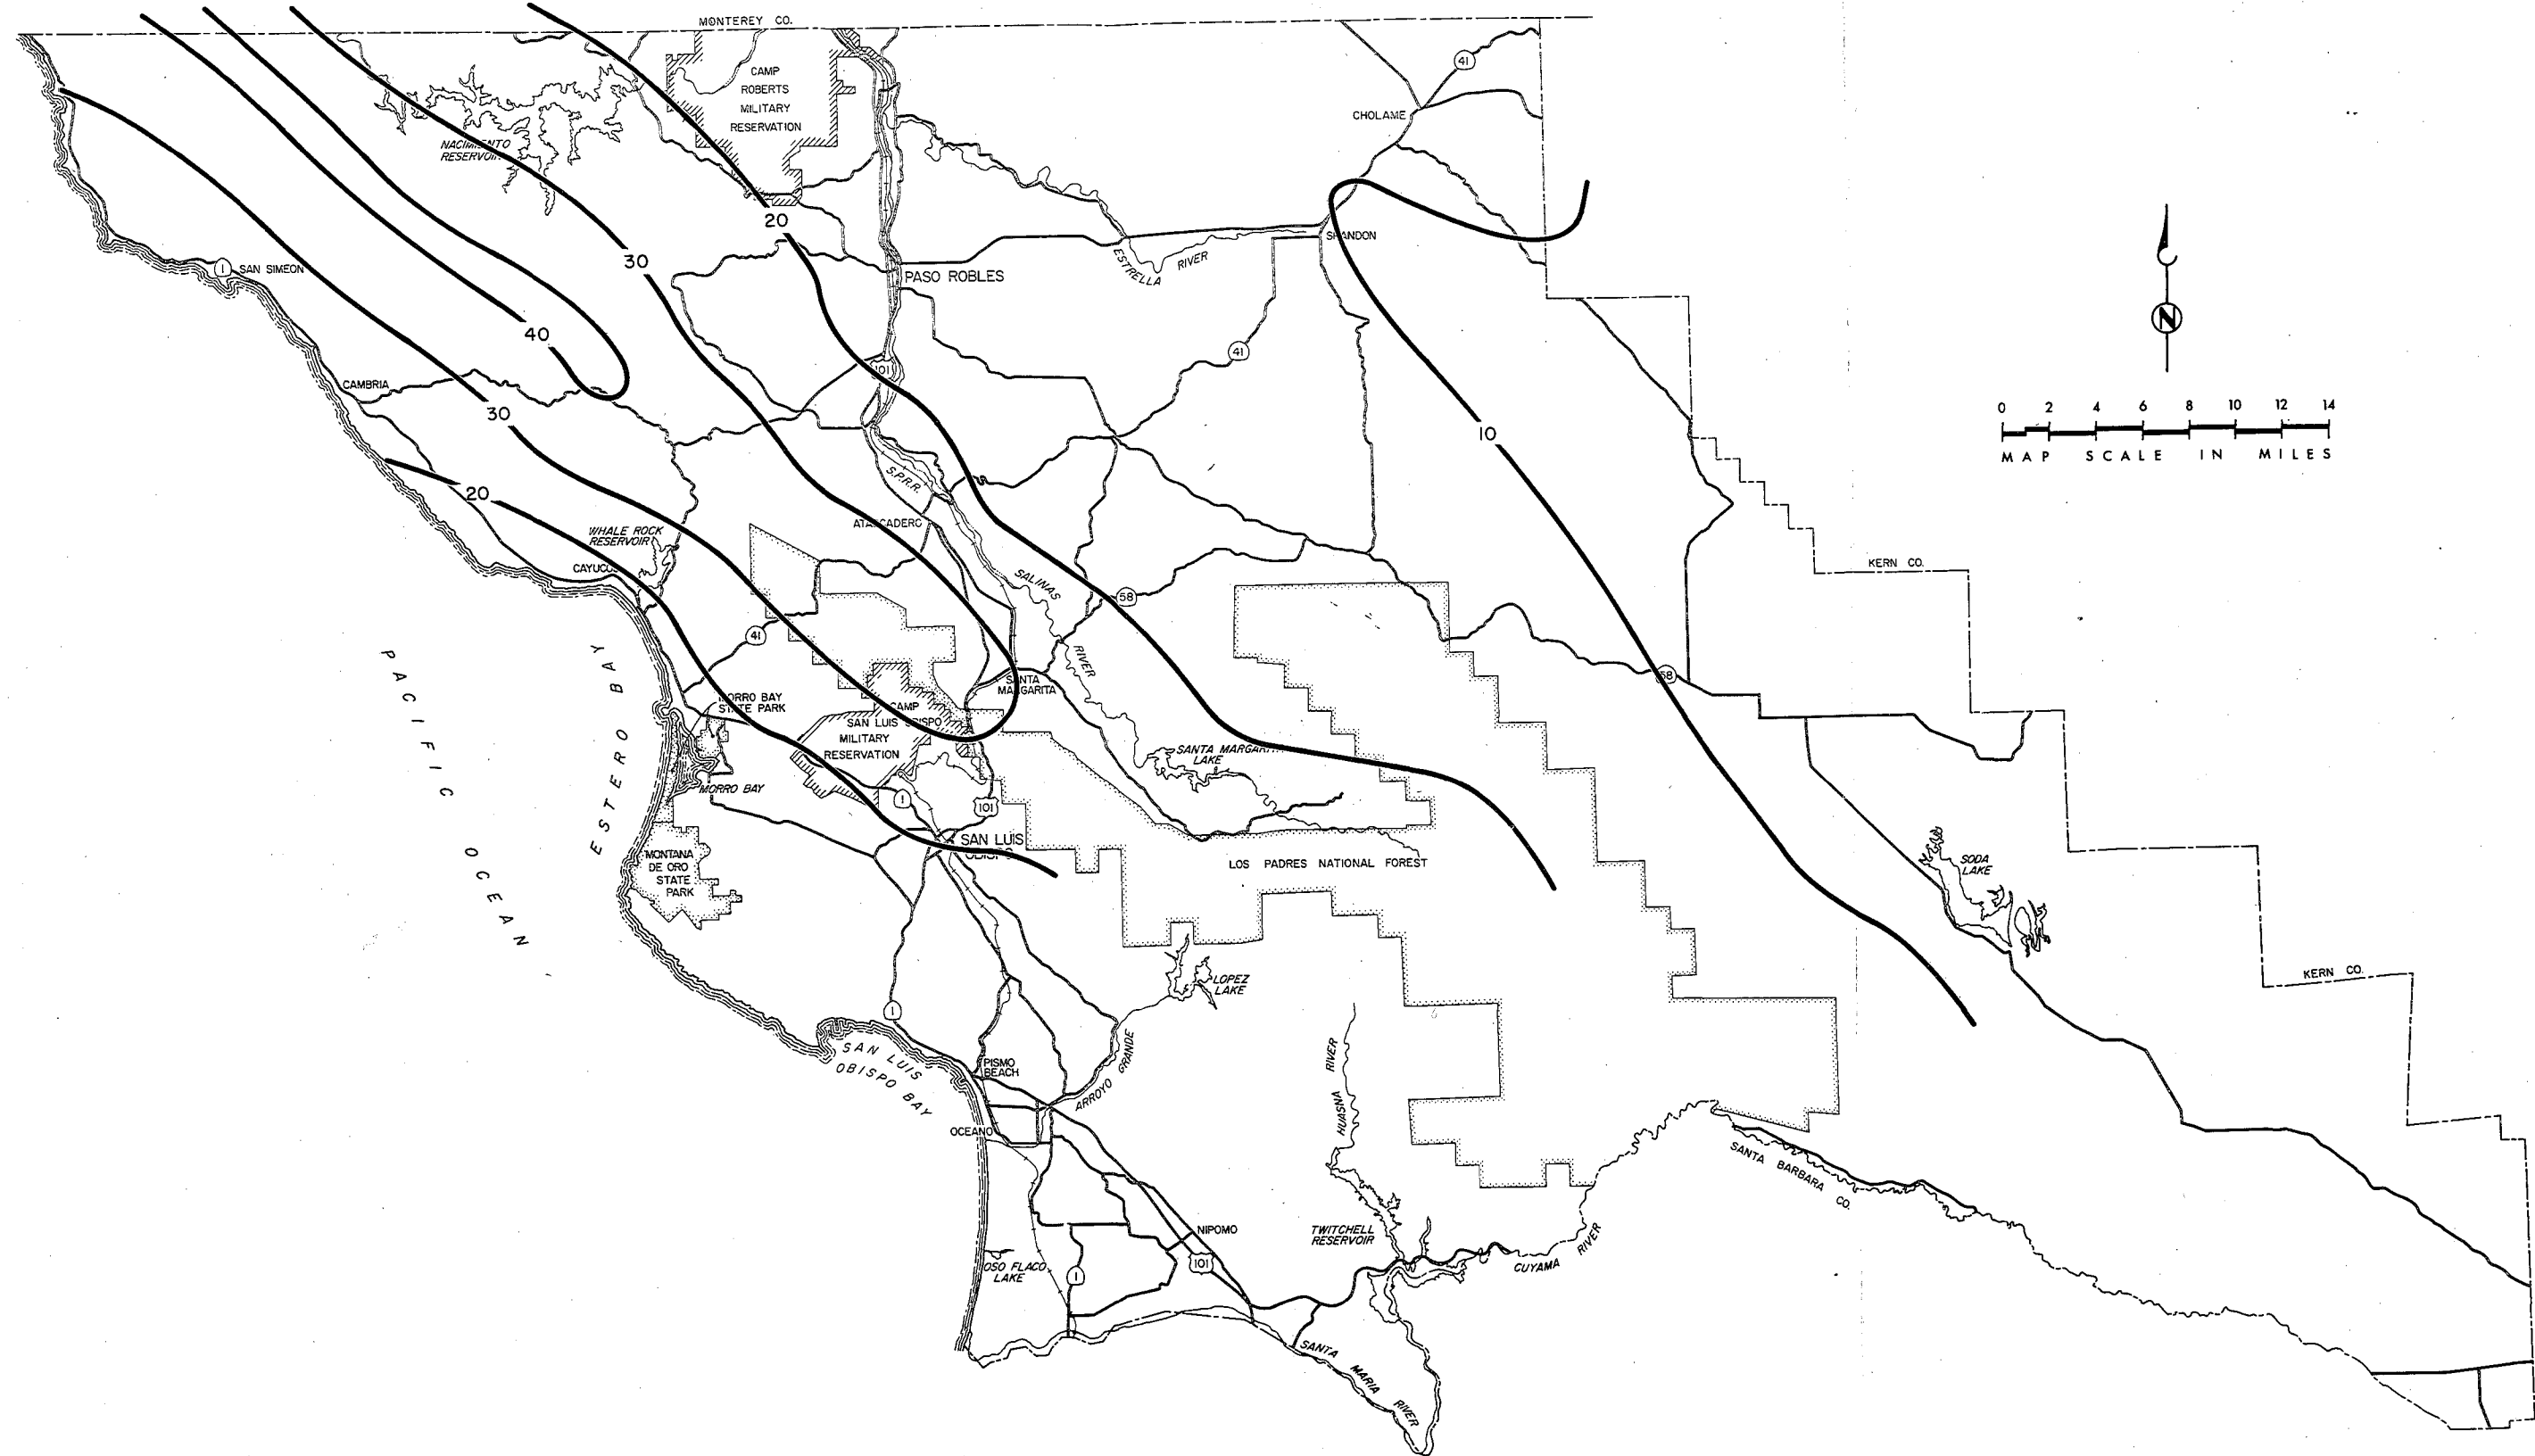 MONTEREY CO.
41
CAMP
ROBERTS
MILITARY
RESERVATION
CHOLAME
NACIMIENTO
RESERVOIR
20
30
SHANDON
ESTRELLA RIVER
1
SAN SIMEON
PASO ROBLES
N
40
41
101
CAMBRIA
30
10
0 2 4 6 8 10 12 14
MAP SCALE IN MILES
20
S.P.R.R.
ATASCADERO
WHALE ROCK
RESERVOIR
CAYUCOS
KERN CO.
SALINAS RIVER
58
41
58
PACIFIC OCEAN
ESTERO BAY
SANTA
MARGARITA
MORRO BAY
STATE PARK
CAMP
SAN LUIS OBISPO
MILITARY
RESERVATION
SANTA MARGARITA
LAKE
MORRO BAY
1
101
SAN LUIS
OBISPO
MONTANA
DE ORO
STATE
PARK
LOS PADRES NATIONAL FOREST
SODA
LAKE
LOPEZ
LAKE
KERN CO.
1
SAN LUIS
OBISPO BAY
PISMO
BEACH
ARROYO GRANDE
HUASNA RIVER
OCEANO
SANTA BARBARA CO.
NIPOMO
TWITCHELL
RESERVOIR
CUYAMA RIVER
OSO FLACO
LAKE
1
101
SANTA MARIA RIVER